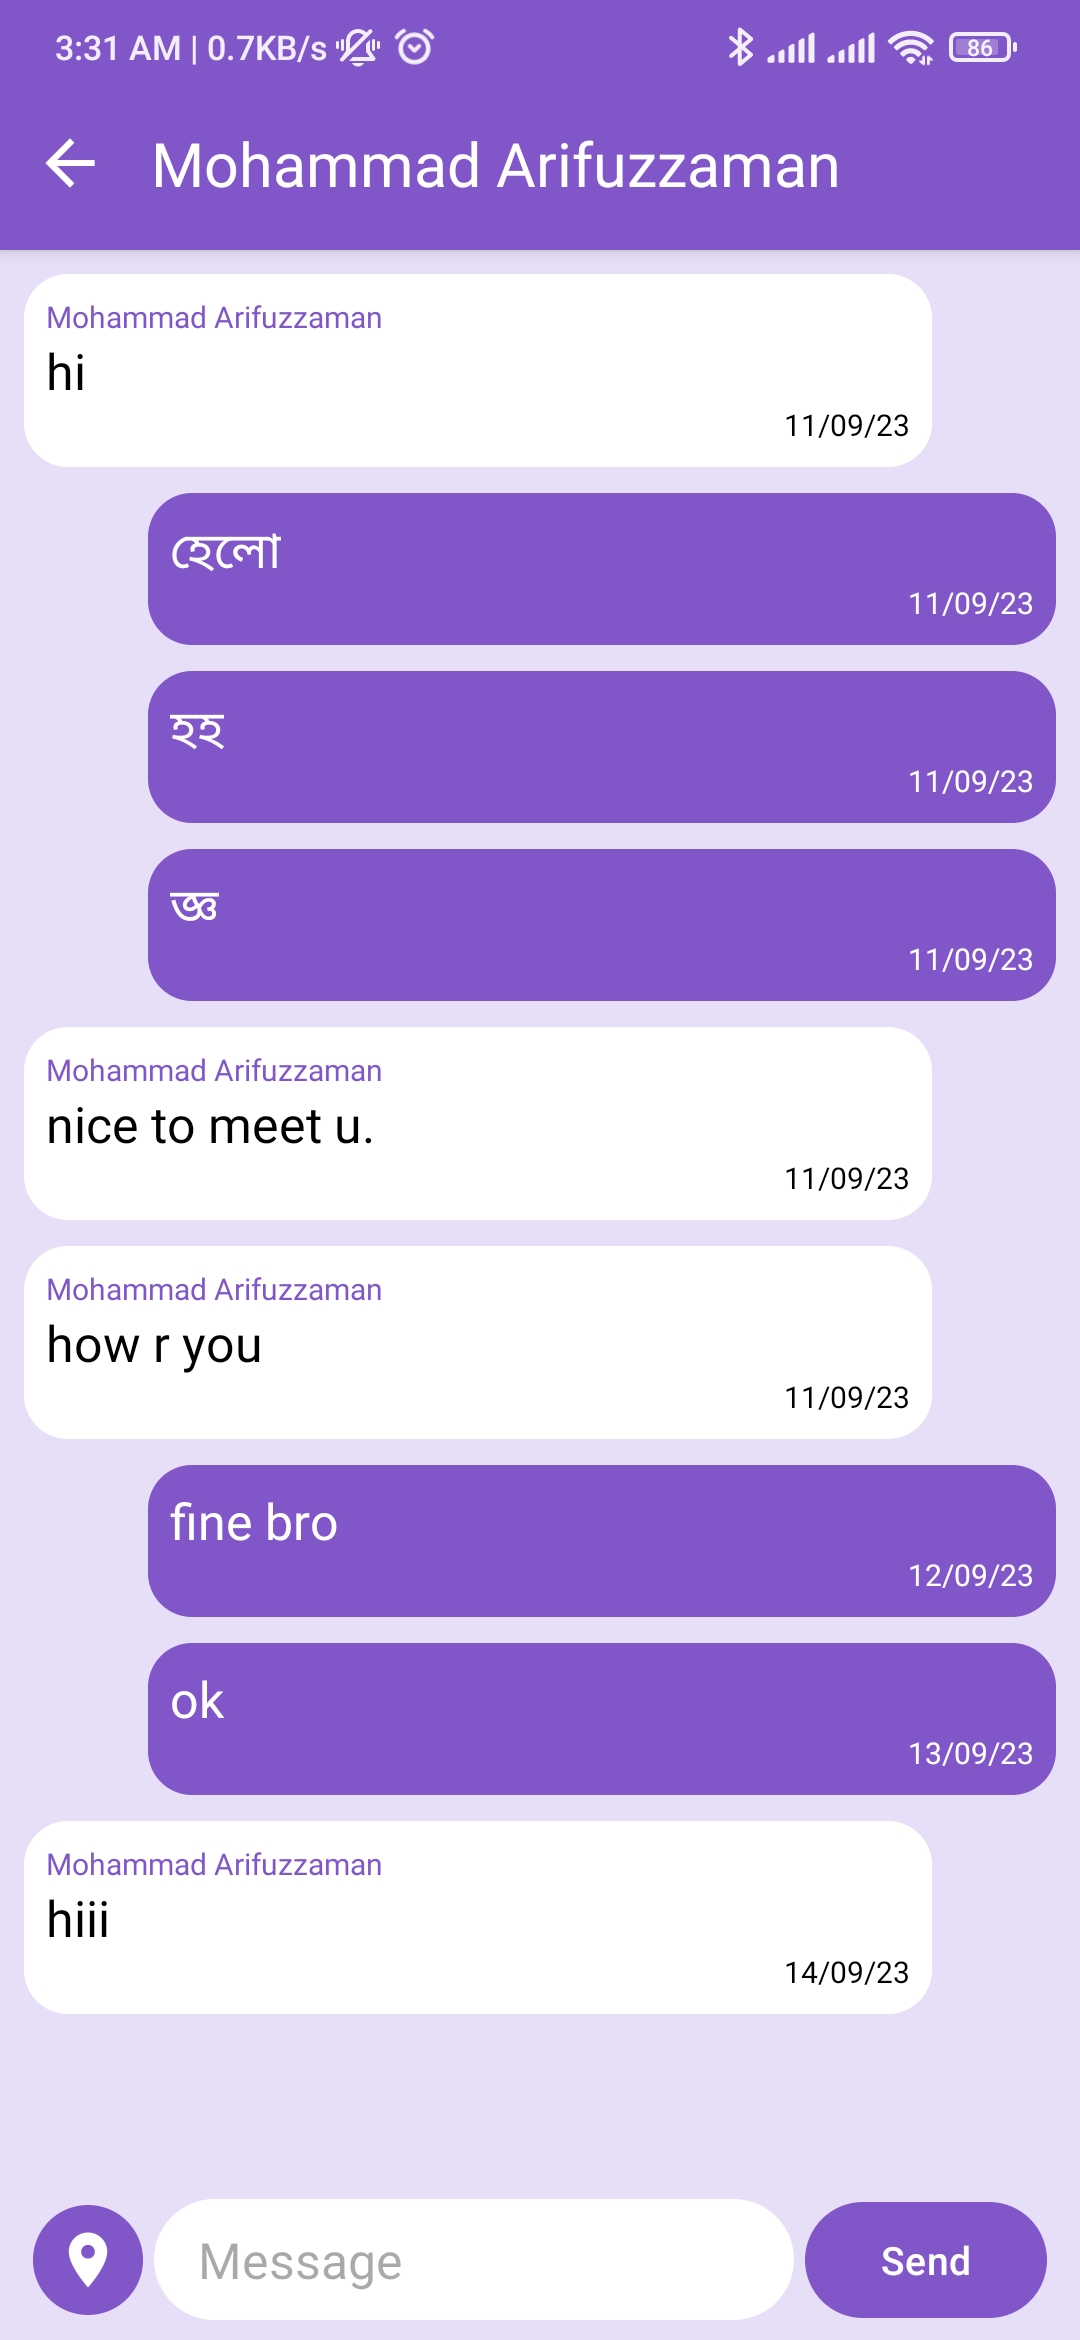 3:31 AM | 0.7KB/s
86
Mohammad Arifuzzaman
Mohammad Arifuzzaman
hi
11/09/23
হেলো
11/09/23
হহ
11/09/23
জ্ঞ
11/09/23
Mohammad Arifuzzaman
nice to meet u.
11/09/23
Mohammad Arifuzzaman
how r you
11/09/23
fine bro
12/09/23
ok
13/09/23
Mohammad Arifuzzaman
hiii
14/09/23
Message
Send